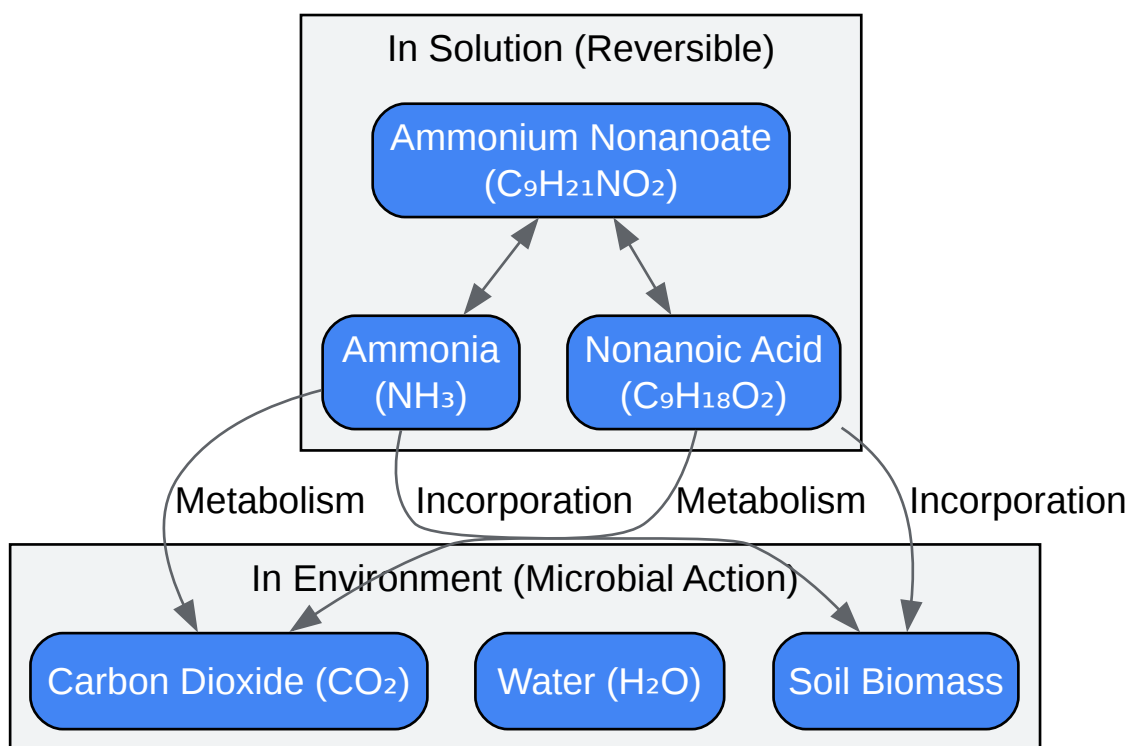 In Solution (Reversible)
Ammonium Nonanoate
(C₉H₂₁NO₂)
Ammonia
(NH₃)
Nonanoic Acid
(C₉H₁₈O₂)
Metabolism
Incorporation
Metabolism
Incorporation
In Environment (Microbial Action)
Carbon Dioxide (CO₂)
Water (H₂O)
Soil Biomass